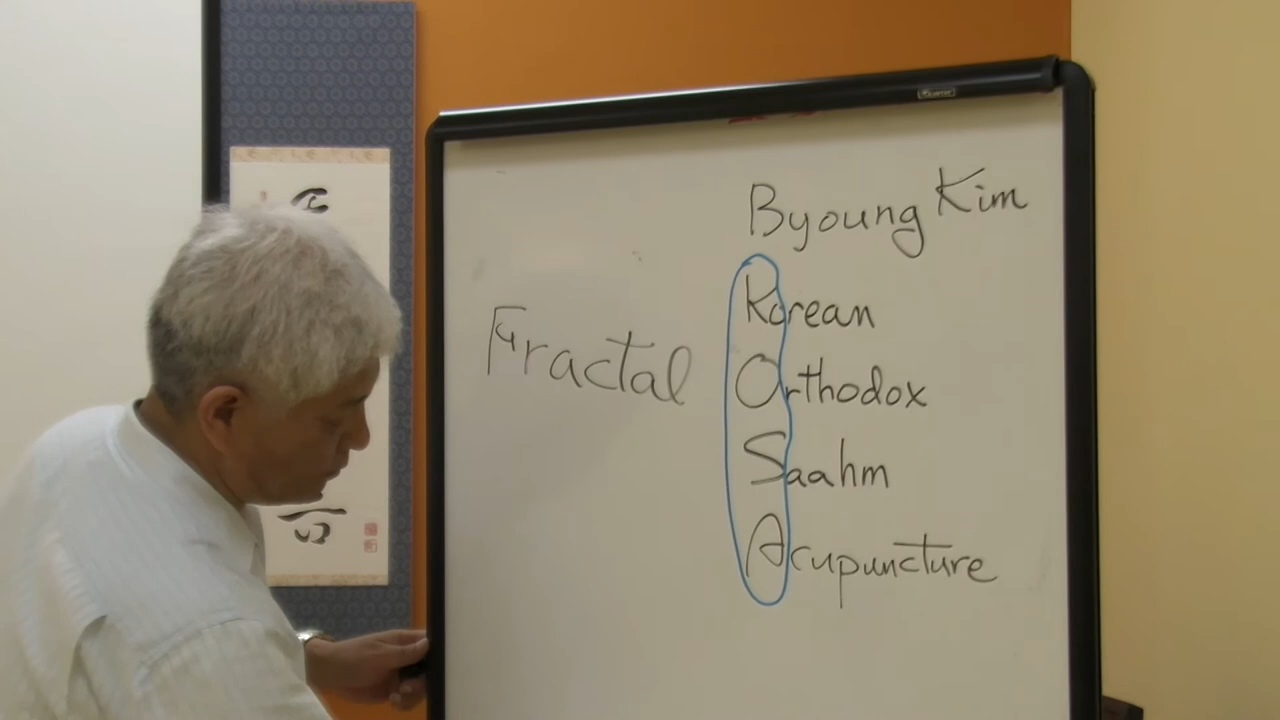 Byoung Kim
Korean
Fractal Orthodox
Saahm
Acupuncture